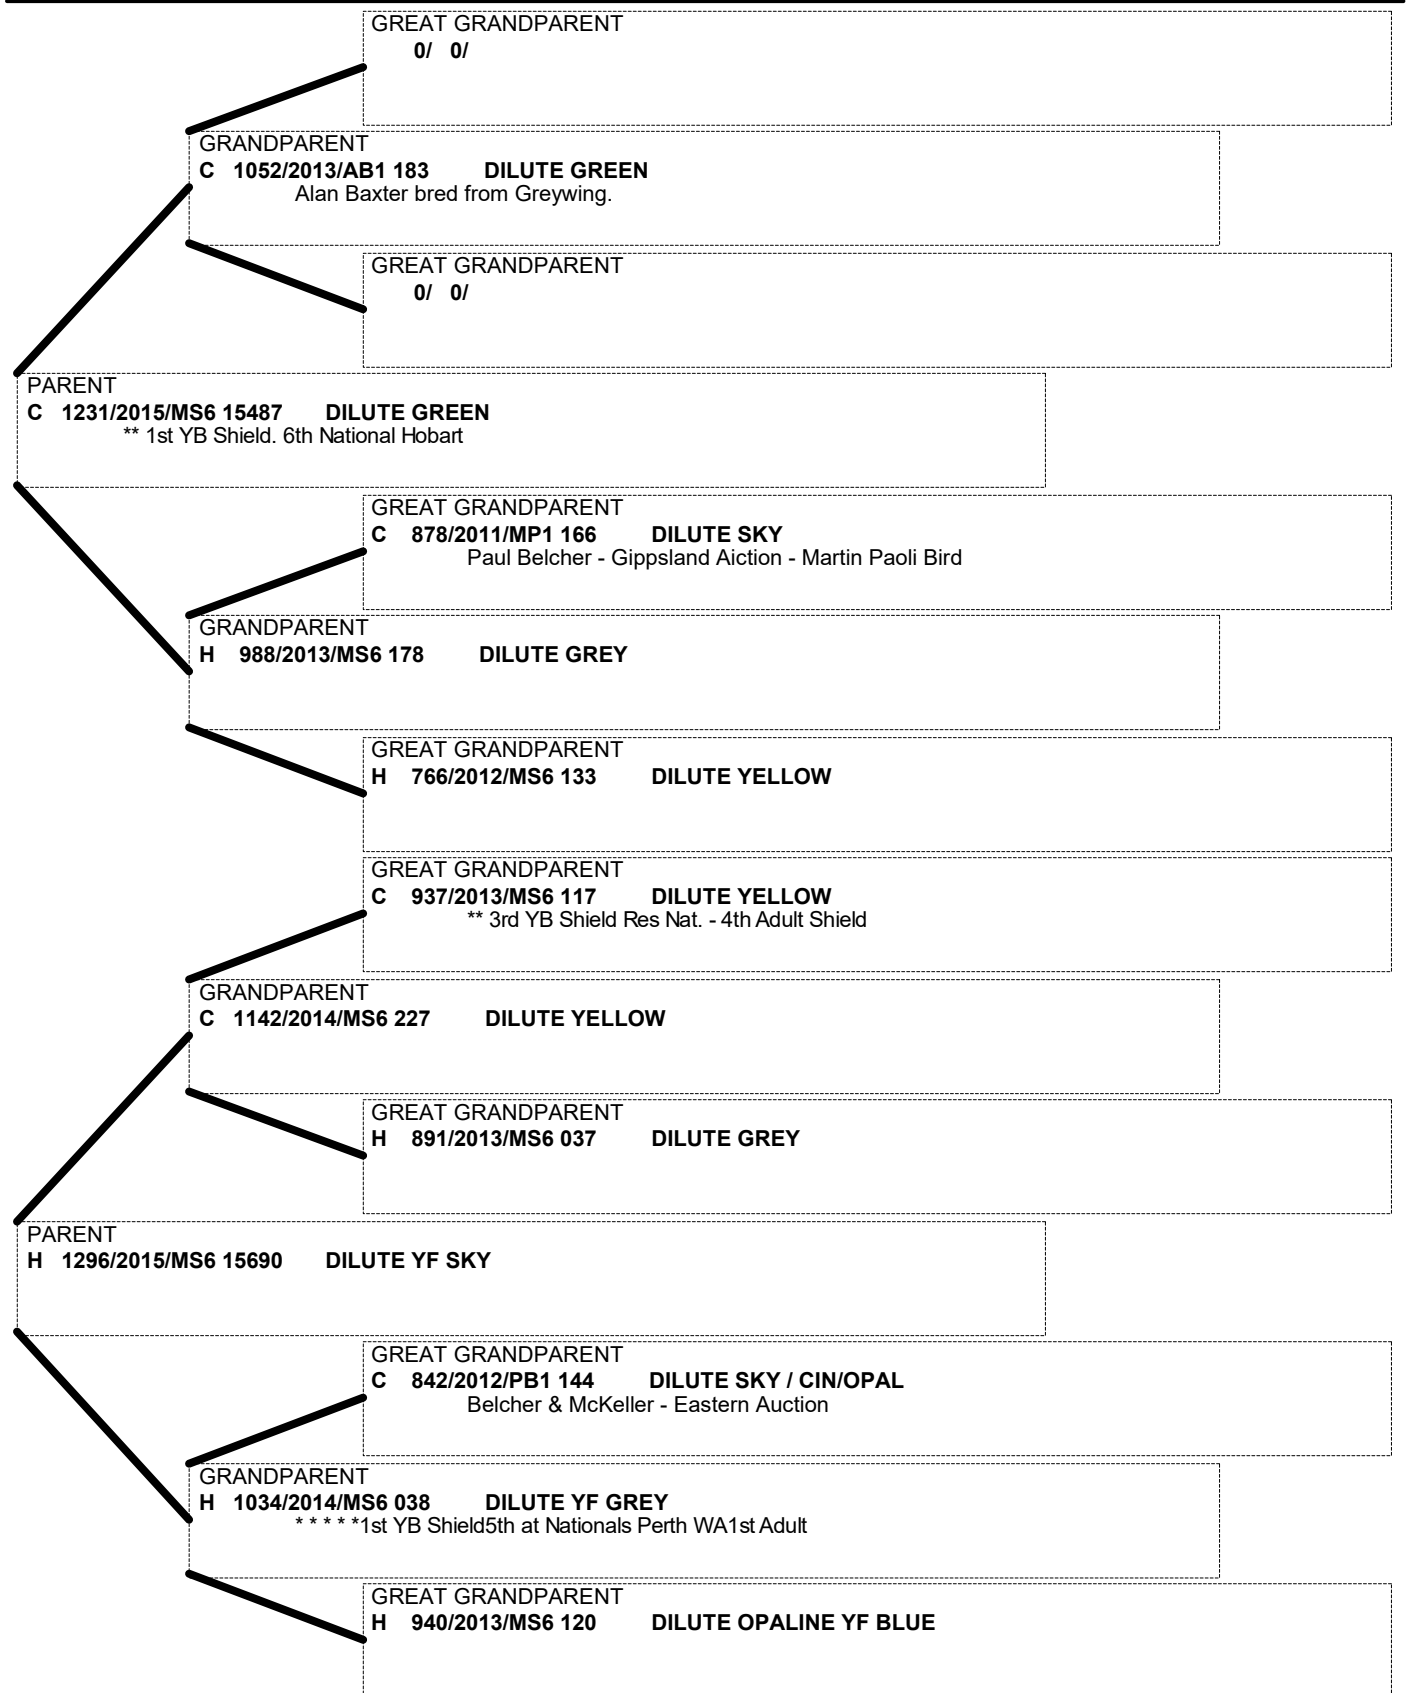 GREAT GRANDPARENT
0/ 0/
GRANDPARENT
C 1052/2013/AB1 183 DILUTE GREEN
Alan Baxter bred from Greywing.
GREAT GRANDPARENT
0/ 0/
PARENT
C 1231/2015/MS6 15487 DILUTE GREEN
** 1st YB Shield. 6th National Hobart
GREAT GRANDPARENT
C 878/2011/MP1 166 DILUTE SKY
Paul Belcher - Gippsland Aiction - Martin Paoli Bird
GRANDPARENT
H 988/2013/MS6 178 DILUTE GREY
GREAT GRANDPARENT
H 766/2012/MS6 133 DILUTE YELLOW
GREAT GRANDPARENT
C 937/2013/MS6 117 DILUTE YELLOW
** 3rd YB Shield Res Nat. - 4th Adult Shield
GRANDPARENT
C 1142/2014/MS6 227 DILUTE YELLOW
GREAT GRANDPARENT
H 891/2013/MS6 037 DILUTE GREY
PARENT
H 1296/2015/MS6 15690 DILUTE YF SKY
GREAT GRANDPARENT
C 842/2012/PB1 144 DILUTE SKY / CIN/OPAL
Belcher & McKeller - Eastern Auction
GRANDPARENT
H 1034/2014/MS6 038 DILUTE YF GREY
* * * * *1st YB Shield5th at Nationals Perth WA1st Adult
GREAT GRANDPARENT
H 940/2013/MS6 120 DILUTE OPALINE YF BLUE